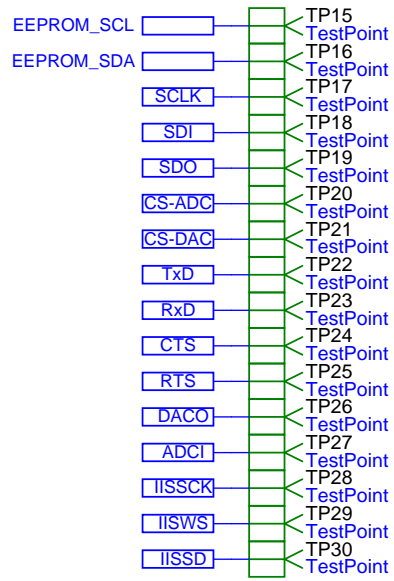 EEPROM_SCL TP15
TestPoint
EEPROM_SDA TP16
TestPoint
SCLK TP17
TestPoint
SDI TP18
TestPoint
SDO TP19
TestPoint
CS-ADC TP20
TestPoint
CS-DAC TP21
TestPoint
TxD TP22
TestPoint
RxD TP23
TestPoint
CTS TP24
TestPoint
RTS TP25
TestPoint
DACO TP26
TestPoint
ADCI TP27
TestPoint
IISSCK TP28
TestPoint
IISWS TP29
TestPoint
IISSD TP30
TestPoint